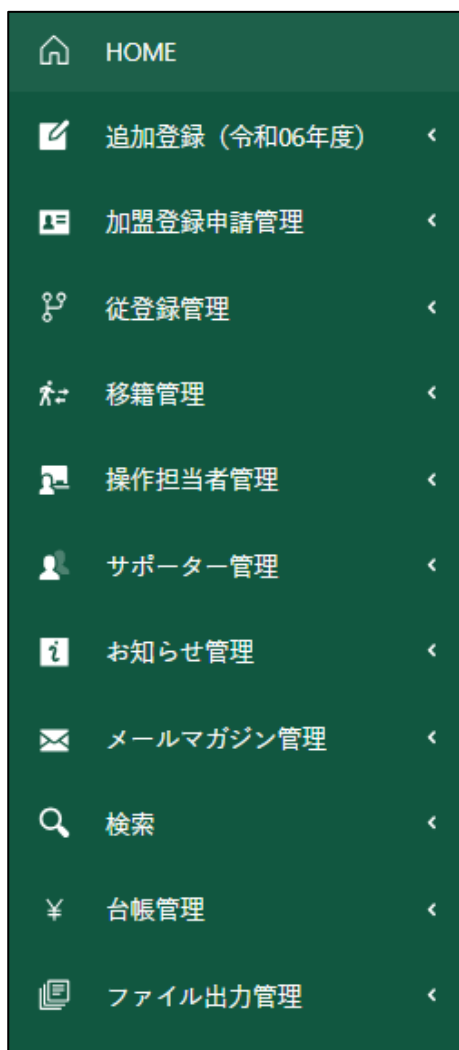 HOME
追加登録（令和06年度）
加盟登録申請管理
従登録管理
移籍管理
操作担当者管理
サポーター管理
お知らせ管理
メールマガジン管理
検索
台帳管理
ファイル出力管理